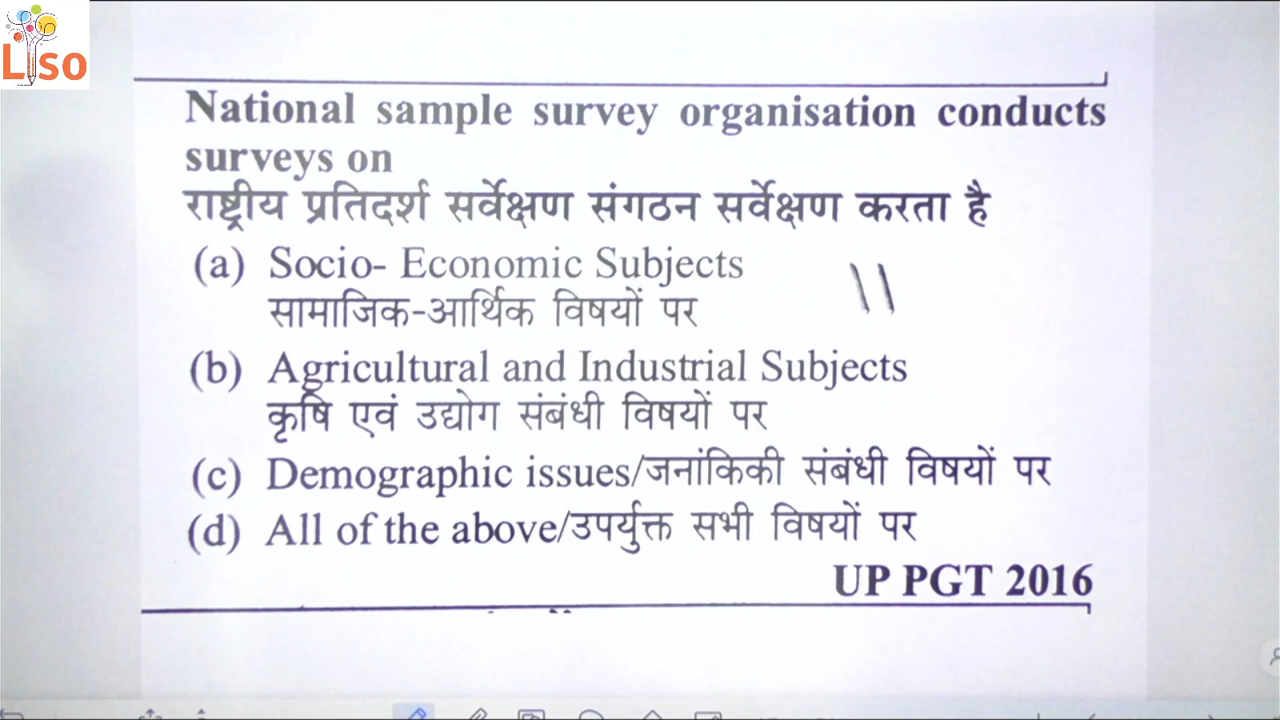 Liso
National sample survey organisation conducts
surveys on
राष्ट्रीय प्रतिदर्श सर्वेक्षण संगठन सर्वेक्षण करता है
(a) Socio- Economic Subjects
सामाजिक-आर्थिक विषयों पर
(b) Agricultural and Industrial Subjects
कृषि एवं उद्योग संबंधी विषयों पर
(c) Demographic issues/जनांकिकी संबंधी विषयों पर
(d) All of the above/उपर्युक्त सभी विषयों पर
UP PGT 2016